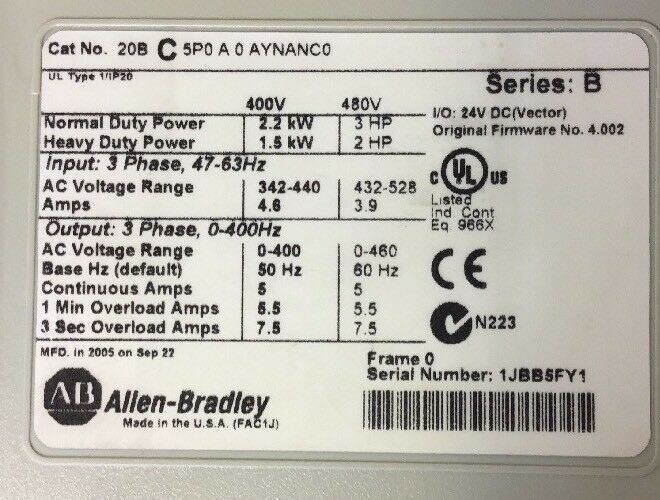 Cat No. 20B C 5P0 A 0 AYNANC0
UL Type 1/IP20
Series: B
400V 480V
I/O: 24V DC(Vector)
Original Firmware No. 4.002
Normal Duty Power 2.2 kW 3 HP
Heavy Duty Power 1.5 kW 2 HP
Input: 3 Phase, 47-63Hz
AC Voltage Range 342-440 432-528
Amps 4.6 3.9
Output: 3 Phase, 0-400Hz
AC Voltage Range 0-400 0-460
Base Hz (default) 50 Hz 60 Hz
Continuous Amps 5 5
1 Min Overload Amps 5.5 5.5
3 Sec Overload Amps 7.5 7.5
C UL US
Listed
Ind Cont
Eq 966X
CE
N223
MFD. in 2005 on Sep 22
Frame 0
Serial Number: 1JBB5FY1
AB Allen-Bradley
Made in the U.S.A. (FAC1J)